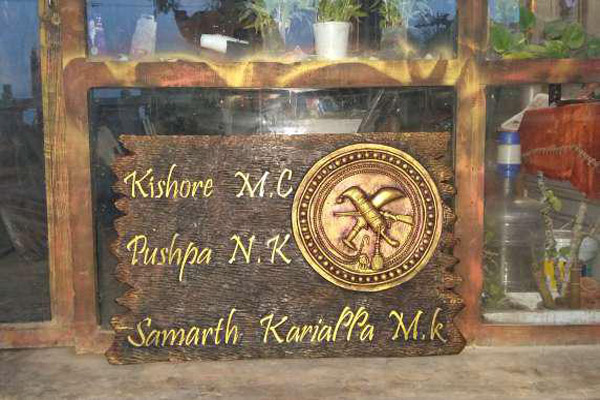 Kishore M.C
Pushpa N.K
Samarth Kariappa M.k